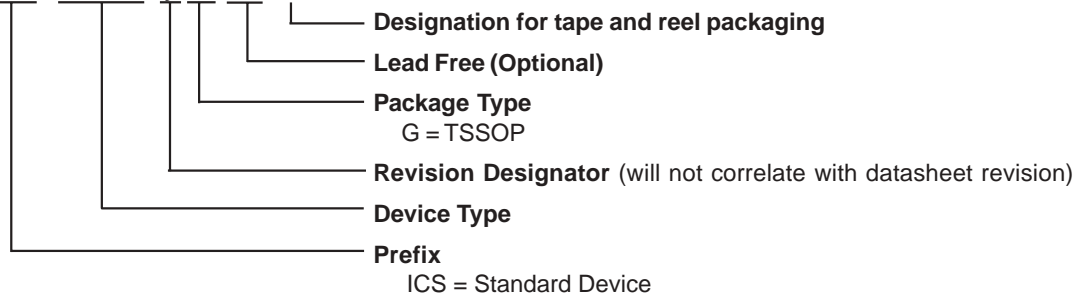 Designation for tape and reel packaging
Lead Free (Optional)
Package Type
G = TSSOP
Revision Designator (will not correlate with datasheet revision)
Device Type
Prefix
ICS = Standard Device